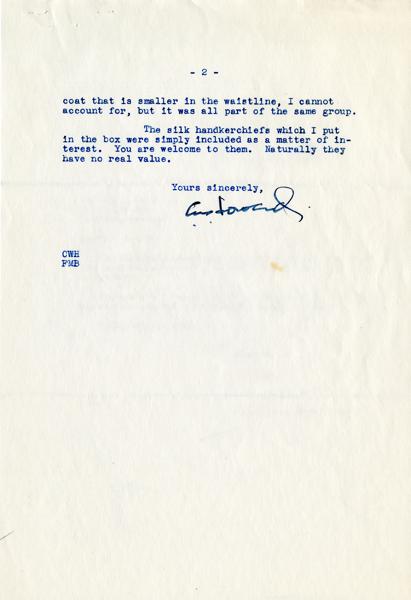 - 2 -
coat that is smaller in the waistline, I cannot
account for, but it was all part of the same group.
The silk handkerchiefs which I put
in the box were simply included as a matter of in-
terest. You are welcome to them. Naturally they
have no real value.
Yours sincerely,
CWH
FMB